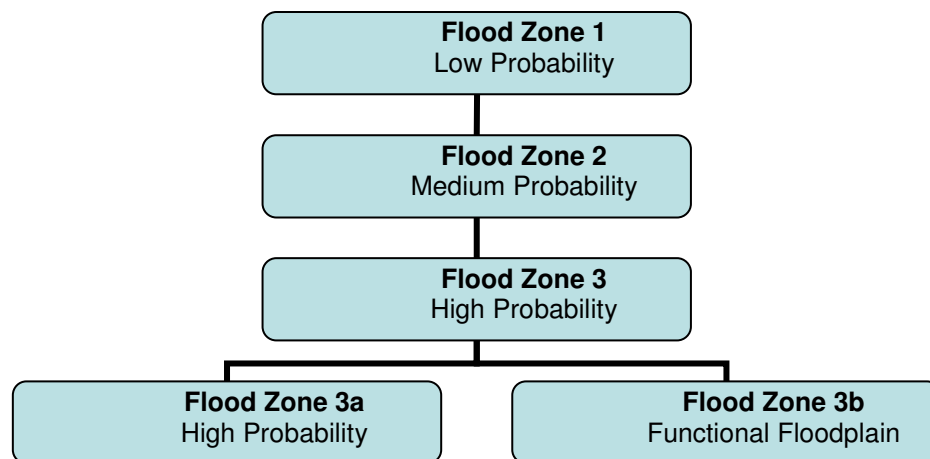 Flood Zone 1
Low Probability
Flood Zone 2
Medium Probability
Flood Zone 3
High Probability
Flood Zone 3a
High Probability
Flood Zone 3b
Functional Floodplain